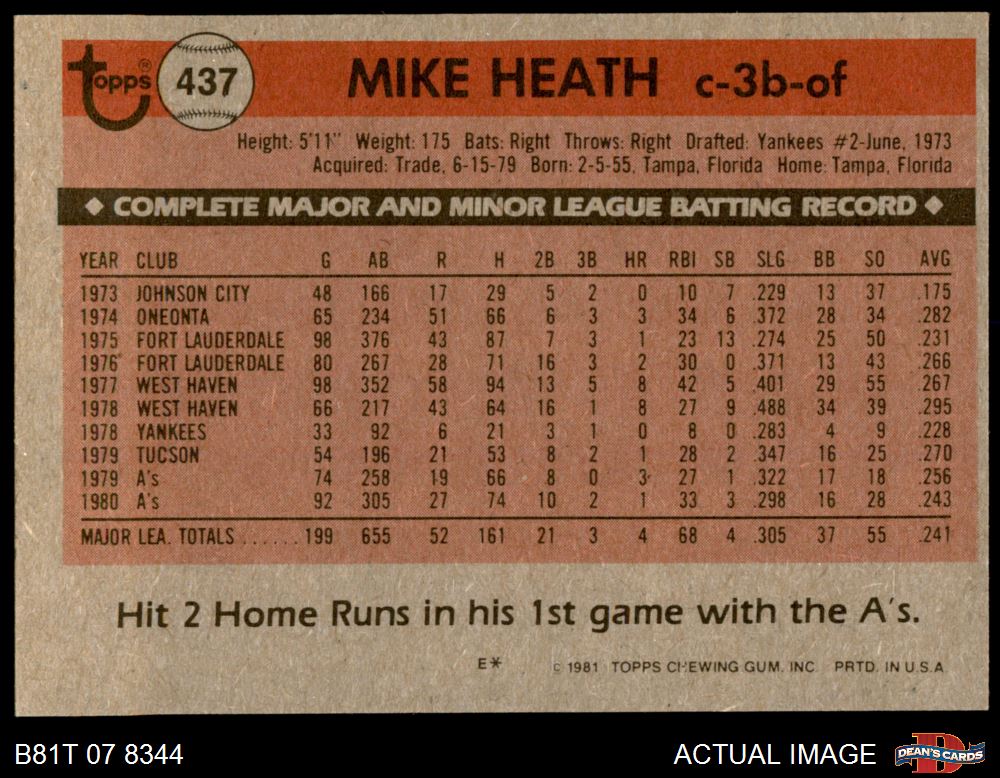 Topps® 437 MIKE HEATH c-3b-of
Height: 5'11" Weight: 175 Bats: Right Throws: Right Drafted: Yankees #2-June, 1973
Acquired: Trade, 6-15-79 Born: 2-5-55, Tampa, Florida Home: Tampa, Florida
◆ COMPLETE MAJOR AND MINOR LEAGUE BATTING RECORD ◆
YEAR CLUB G AB R H 2B 3B HR RBI SB SLG BB SO AVG
1973 JOHNSON CITY 48 166 17 29 5 2 0 10 7 .229 13 37 .175
1974 ONEONTA 65 234 51 66 6 3 3 34 6 .372 28 34 .282
1975 FORT LAUDERDALE 98 376 43 87 7 3 1 23 13 .274 25 50 .231
1976 FORT LAUDERDALE 80 267 28 71 16 3 2 30 0 .371 13 43 .266
1977 WEST HAVEN 98 352 58 94 13 5 8 42 5 .401 29 55 .267
1978 WEST HAVEN 66 217 43 64 16 1 8 27 9 .488 34 39 .295
1978 YANKEES 33 92 6 21 3 1 0 8 0 .283 4 9 .228
1979 TUCSON 54 196 21 53 8 2 1 28 2 .347 16 25 .270
1979 A's 74 258 19 66 8 0 3 27 1 .322 17 18 .256
1980 A's 92 305 27 74 10 2 1 33 3 .298 16 28 .243
MAJOR LEA. TOTALS ...... 199 655 52 161 21 3 4 68 4 .305 37 55 .241
Hit 2 Home Runs in his 1st game with the A's.
E* © 1981 TOPPS CHEWING GUM, INC. PRTD. IN U.S.A.
B81T 07 8344 ACTUAL IMAGE DEAN'S CARDS